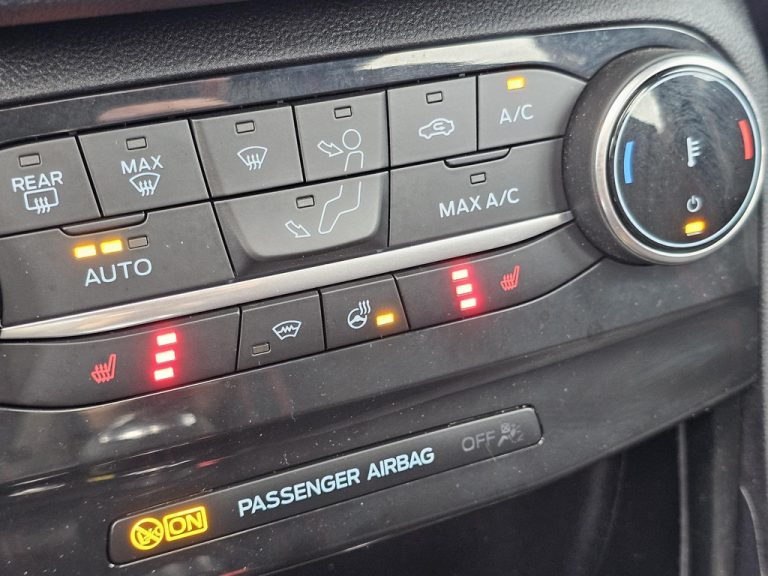 A/C
MAX
REAR
MAX A/C
AUTO
PASSENGER AIRBAG OFF
ON